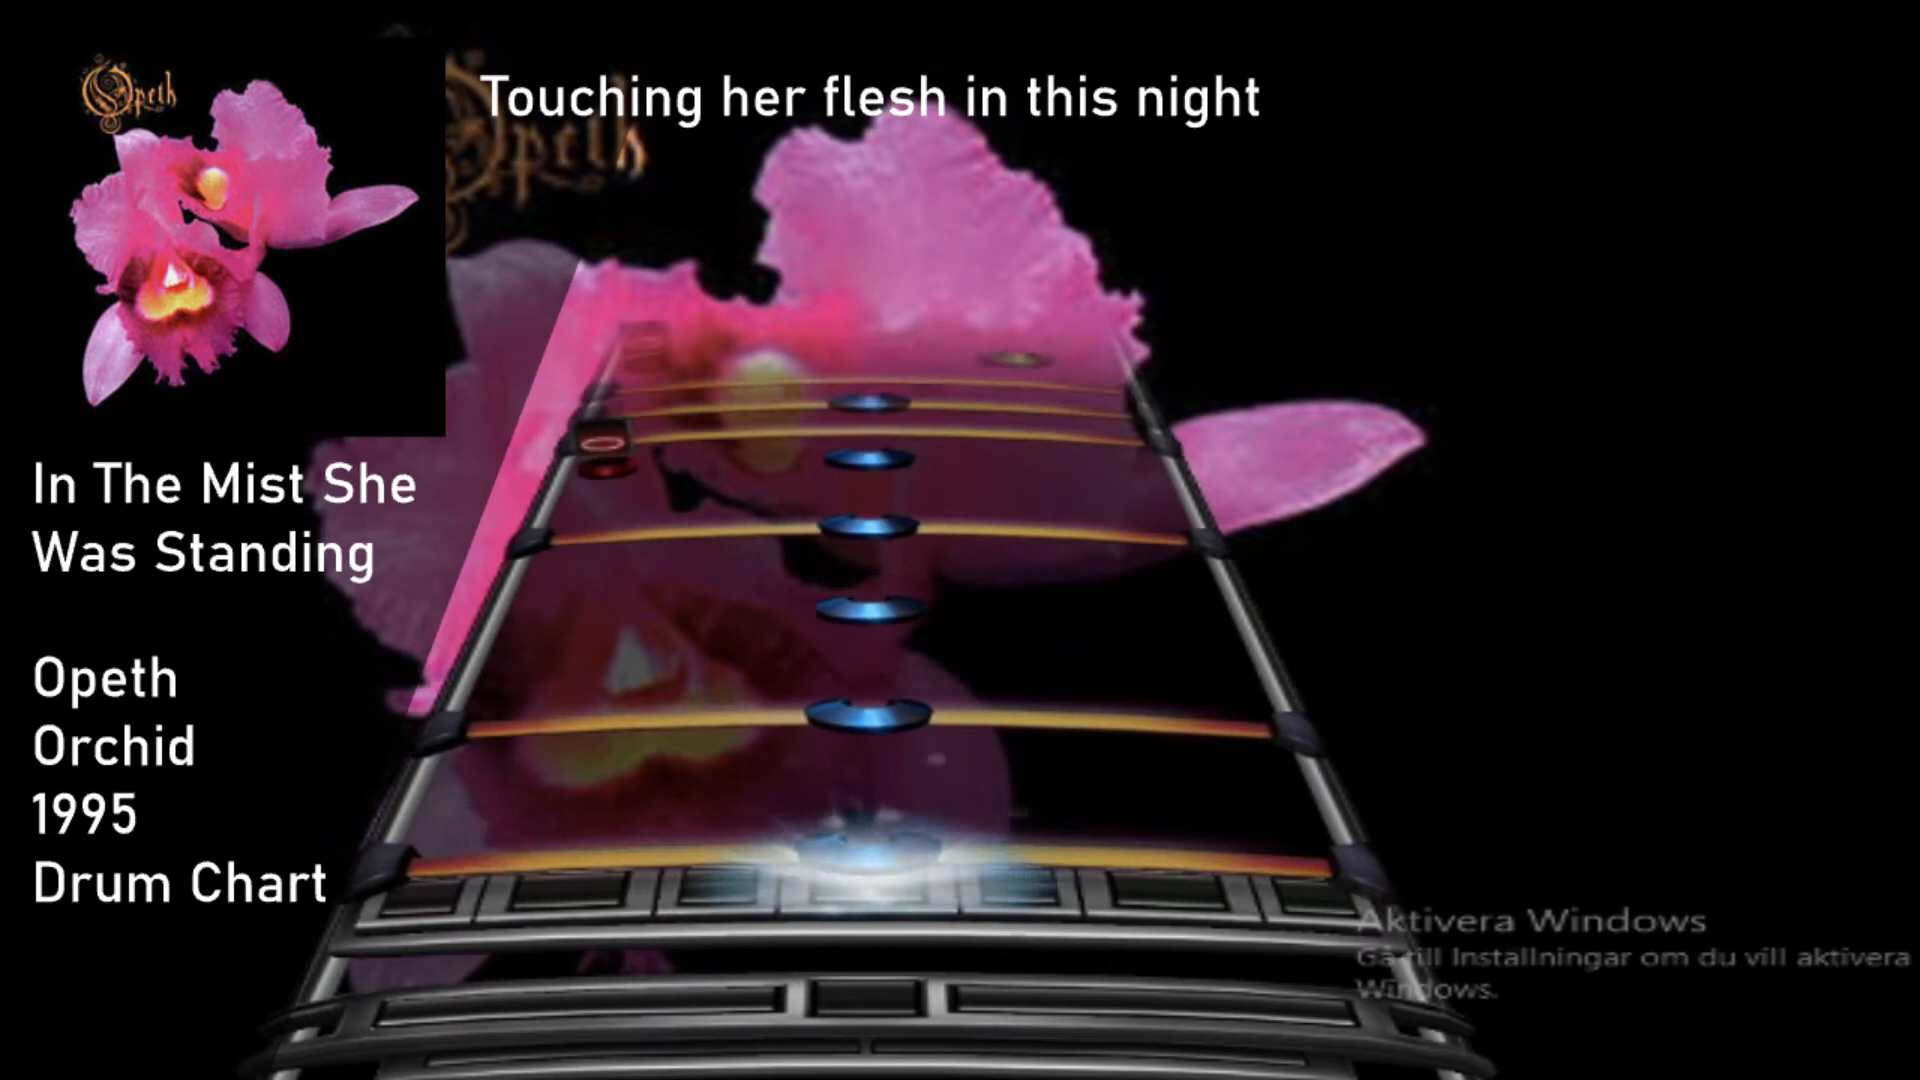 Opeth
Touching her flesh in this night
Opeth
In The Mist She
Was Standing
Opeth
Orchid
1995
Drum Chart
Aktivera Windows
Gå till Inställningar om du vill aktivera
Windows.